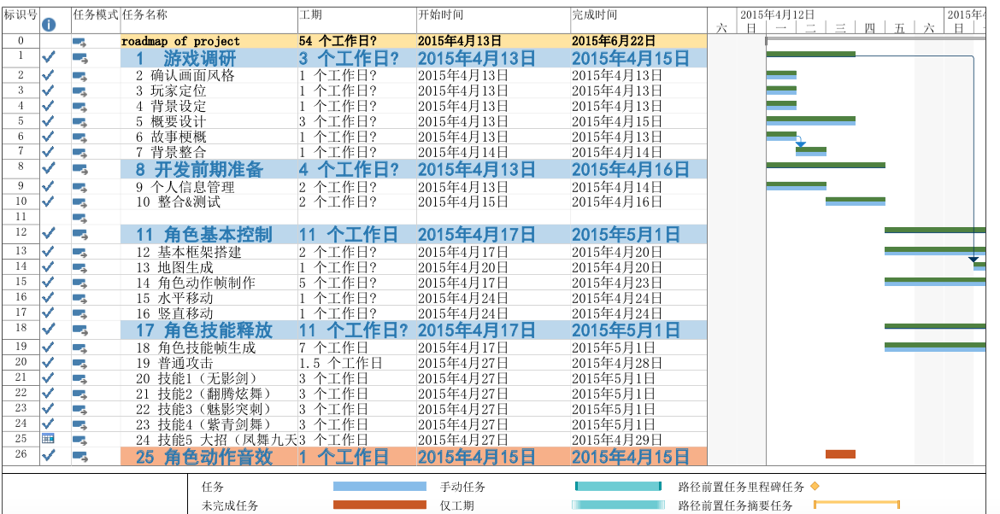 标识号 任务模式 任务名称 工期 开始时间 完成时间 2015年4月12日 2015年4
六 日 一 二 三 四 五 六 日
0 roadmap of project 54 个工作日? 2015年4月13日 2015年6月22日
1 1 游戏调研 3 个工作日? 2015年4月13日 2015年4月15日
2 2 确认画面风格 1 个工作日? 2015年4月13日 2015年4月13日
3 3 玩家定位 1 个工作日? 2015年4月13日 2015年4月13日
4 4 背景设定 1 个工作日? 2015年4月13日 2015年4月13日
5 5 概要设计 3 个工作日? 2015年4月13日 2015年4月15日
6 6 故事梗概 1 个工作日? 2015年4月13日 2015年4月13日
7 7 背景整合 1 个工作日? 2015年4月14日 2015年4月14日
8 8 开发前期准备 4 个工作日? 2015年4月13日 2015年4月16日
9 9 个人信息管理 2 个工作日? 2015年4月13日 2015年4月14日
10 10 整合&测试 2 个工作日? 2015年4月15日 2015年4月16日
11
12 11 角色基本控制 11 个工作日 2015年4月17日 2015年5月1日
13 12 基本框架搭建 2 个工作日? 2015年4月17日 2015年4月20日
14 13 地图生成 1 个工作日? 2015年4月20日 2015年4月20日
15 14 角色动作帧制作 5 个工作日? 2015年4月17日 2015年4月23日
16 15 水平移动 1 个工作日? 2015年4月24日 2015年4月24日
17 16 竖直移动 1 个工作日? 2015年4月24日 2015年4月24日
18 17 角色技能释放 11 个工作日? 2015年4月17日 2015年5月1日
19 18 角色技能帧生成 7 个工作日 2015年4月17日 2015年5月1日
20 19 普通攻击 1.5 个工作日 2015年4月27日 2015年4月28日
21 20 技能1（无影剑） 3 个工作日 2015年4月27日 2015年5月1日
22 21 技能2（翻腾炫舞） 3 个工作日 2015年4月27日 2015年5月1日
23 22 技能3（魅影突刺） 3 个工作日 2015年4月27日 2015年5月1日
24 23 技能4（紫青剑舞） 3 个工作日 2015年4月27日 2015年5月1日
25 24 技能5 大招（凤舞九天 3 个工作日 2015年4月27日 2015年4月29日
26 25 角色动作音效 1 个工作日 2015年4月15日 2015年4月15日
任务 手动任务 路径前置任务里程碑任务
未完成任务 仅工期 路径前置任务摘要任务